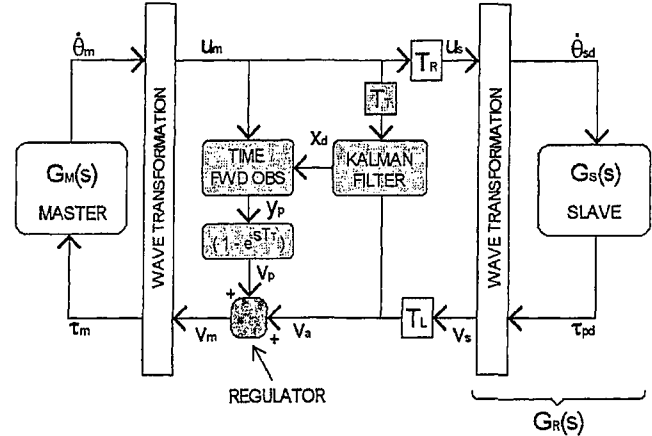 θ̇m
um
us
θ̇sd
TR
TT
WAVE TRANSFORMATION
WAVE TRANSFORMATION
Xd
GM(s)
MASTER
TIME
FWD OBS
KALMAN
FILTER
GS(s)
SLAVE
yp
(1 - e^sTT)
Vp
+
+
τm
Vm
Va
TL
Vs
τpd
REGULATOR
GR(s)